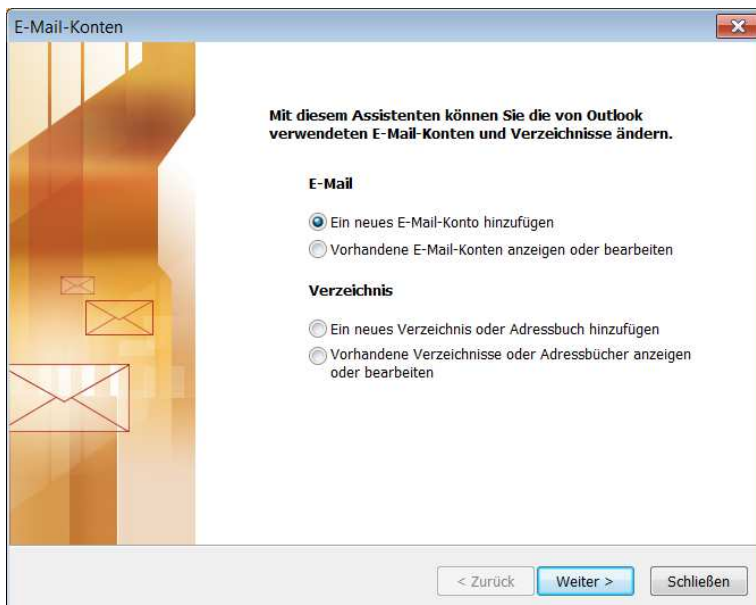 E-Mail-Konten
Mit diesem Assistenten können Sie die von Outlook
verwendeten E-Mail-Konten und Verzeichnisse ändern.
E-Mail
Ein neues E-Mail-Konto hinzufügen
Vorhandene E-Mail-Konten anzeigen oder bearbeiten
Verzeichnis
Ein neues Verzeichnis oder Adressbuch hinzufügen
Vorhandene Verzeichnisse oder Adressbücher anzeigen
oder bearbeiten
< Zurück Weiter > Schließen